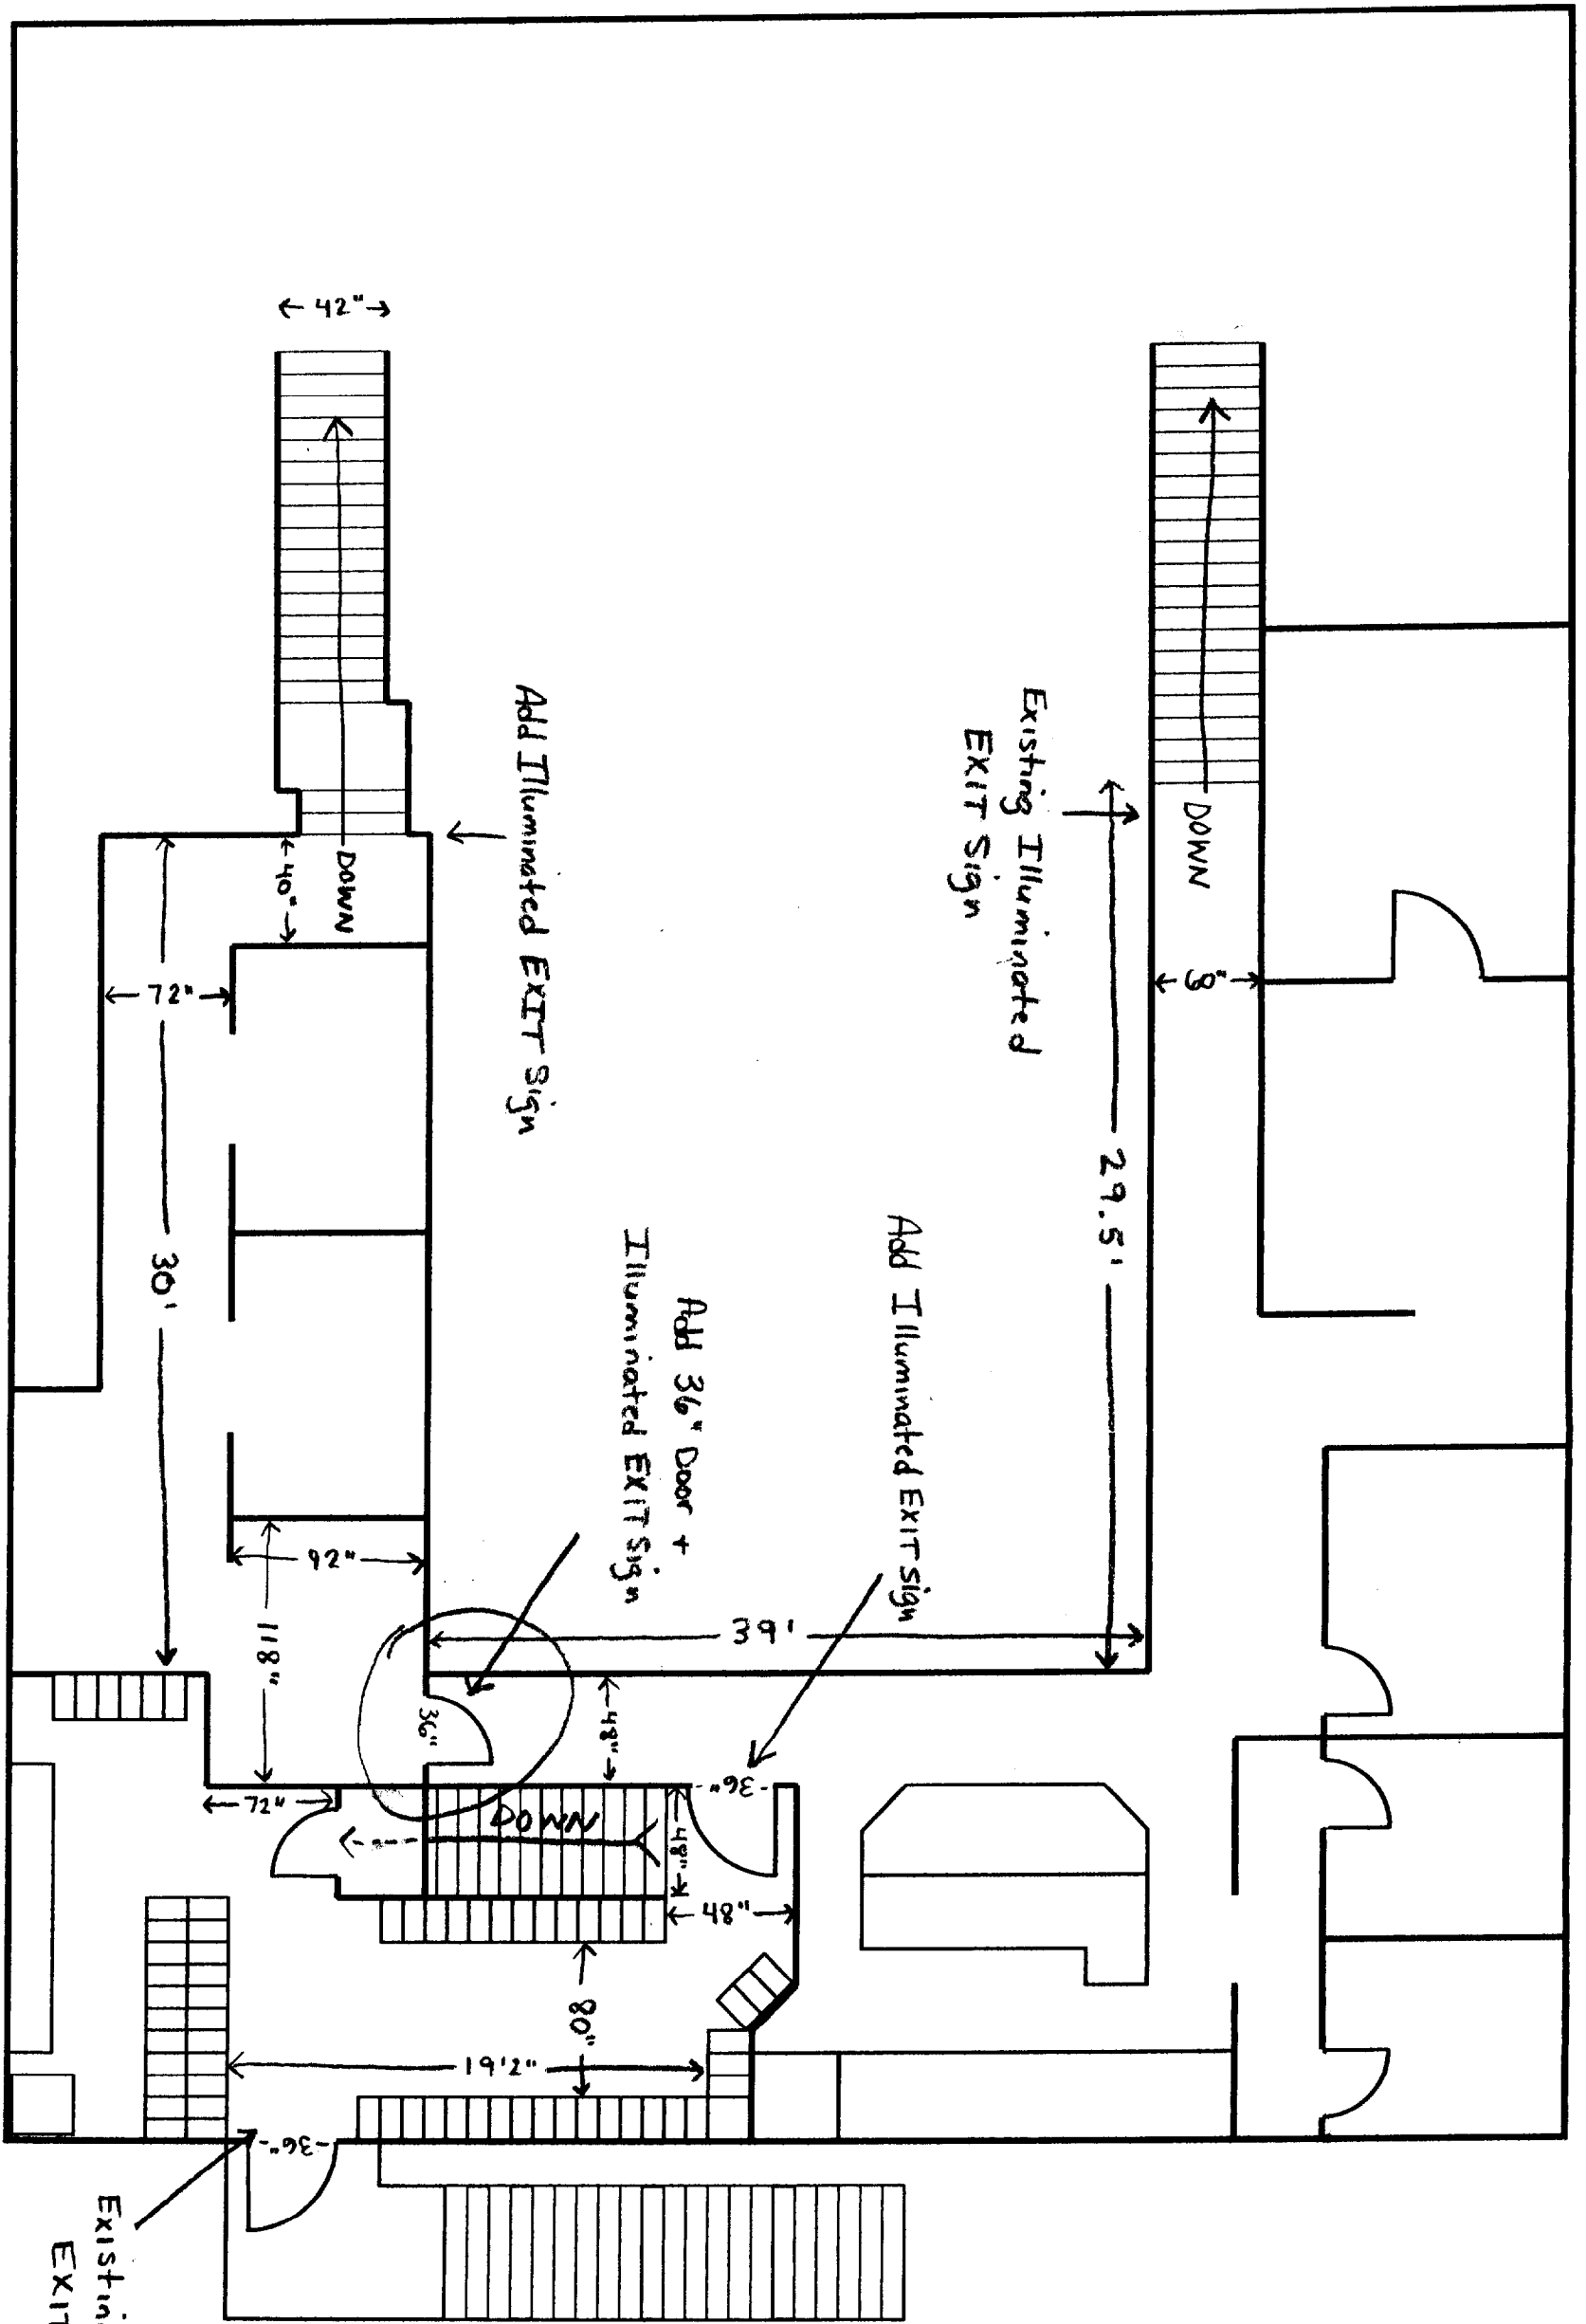 42"
Add Illuminated EXIT Sign
Existing Illuminated
EXIT Sign
DOWN
DOWN
40"
72"
60"
29.5'
30'
Add 36" Door +
Illuminated EXIT Sign
Add Illuminated EXIT sign
92"
118"
39'
36"
48"
36"
72"
DOWN
48"
48"
80"
19'2"
36"
Existin
EXIT